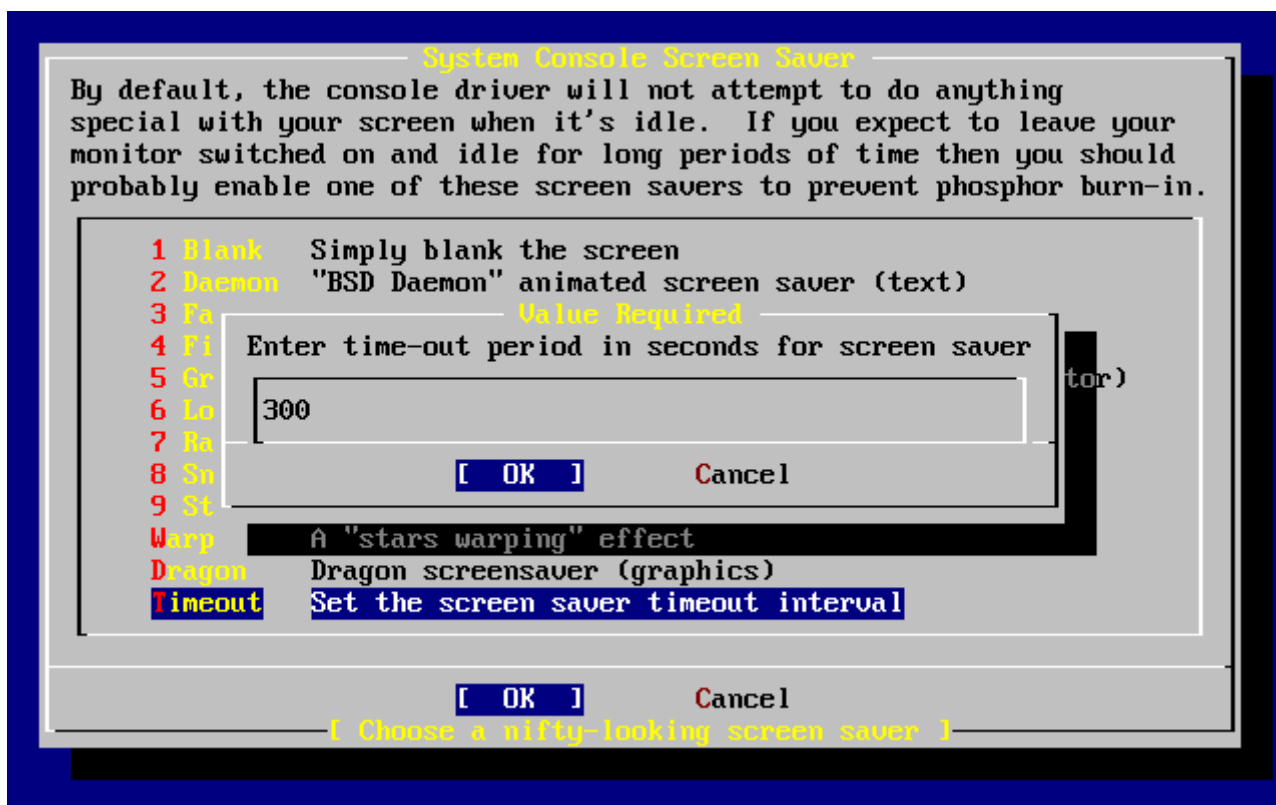 System Console Screen Saver
By default, the console driver will not attempt to do anything
special with your screen when it's idle.  If you expect to leave your
monitor switched on and idle for long periods of time then you should
probably enable one of these screen savers to prevent phosphor burn-in.
1 Blank Simply blank the screen
2 Daemon "BSD Daemon" animated screen saver (text)
3 Fa
Value Required
4 Fi
Enter time-out period in seconds for screen saver
5 Gr tor)
6 Lo
300
7 Ra
8 Sn
[ OK ] Cancel
9 St
Warp A "stars warping" effect
Dragon Dragon screensaver (graphics)
Timeout Set the screen saver timeout interval
[ OK ] Cancel
[ Choose a nifty-looking screen saver ]